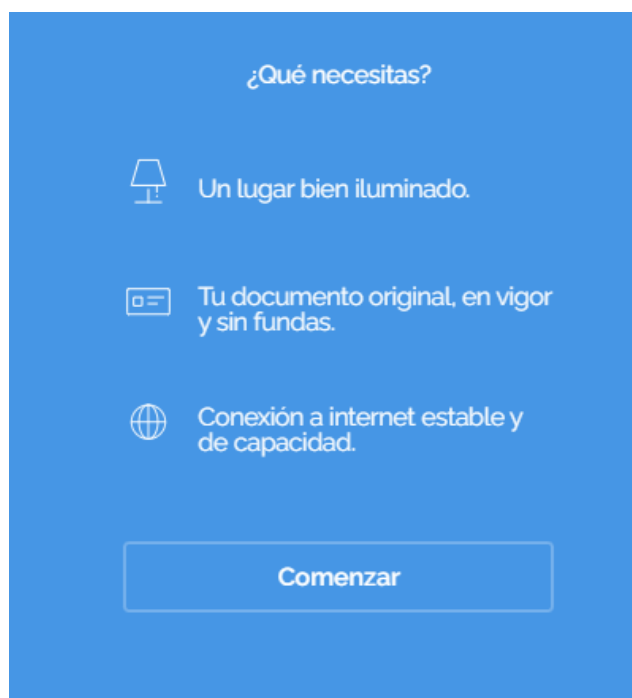 ¿Qué necesitas?
Un lugar bien iluminado.
Tu documento original, en vigor
y sin fundas.
Conexión a internet estable y
de capacidad.
Comenzar